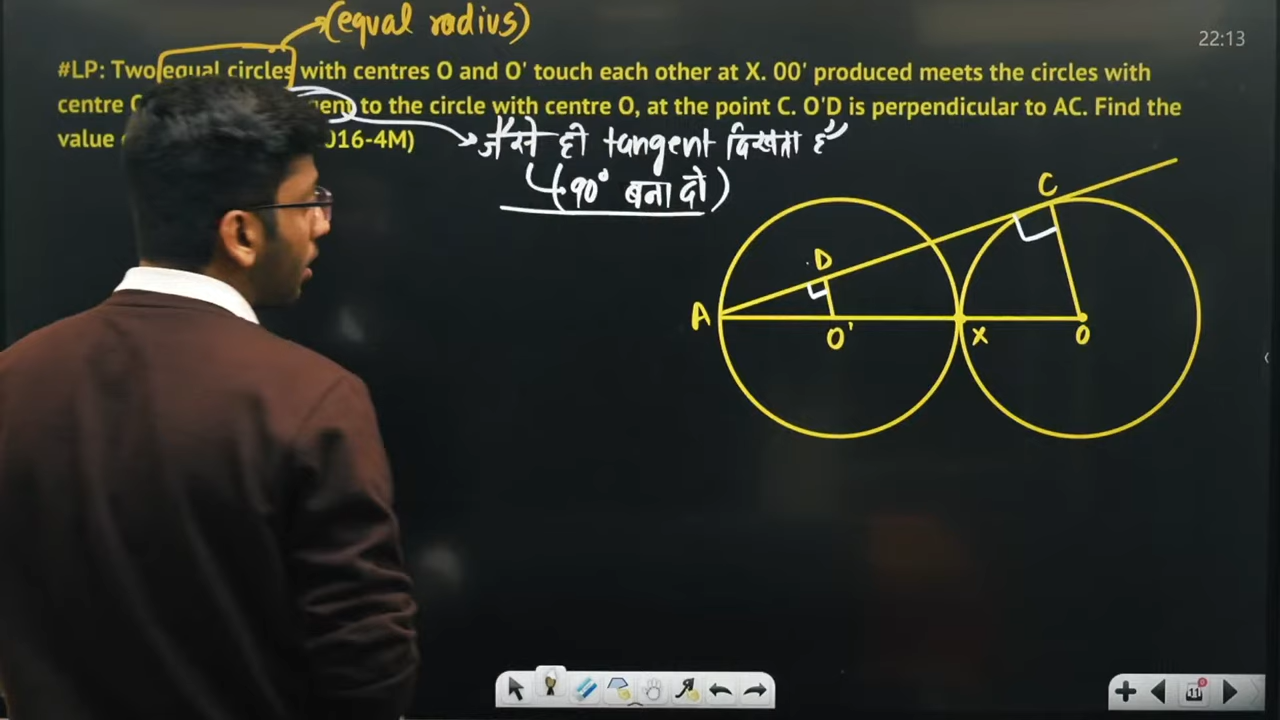 (equal radius)
22:13
#LP: Two equal circles with centres O and O' touch each other at X. OO' produced meets the circles with
centre to the circle with centre O, at the point C. O'D is perpendicular to AC. Find the
value 016-4M)
जैसे ही tangent दिखता है
(90° बना दो)
C
D
A
O'
X
O
11